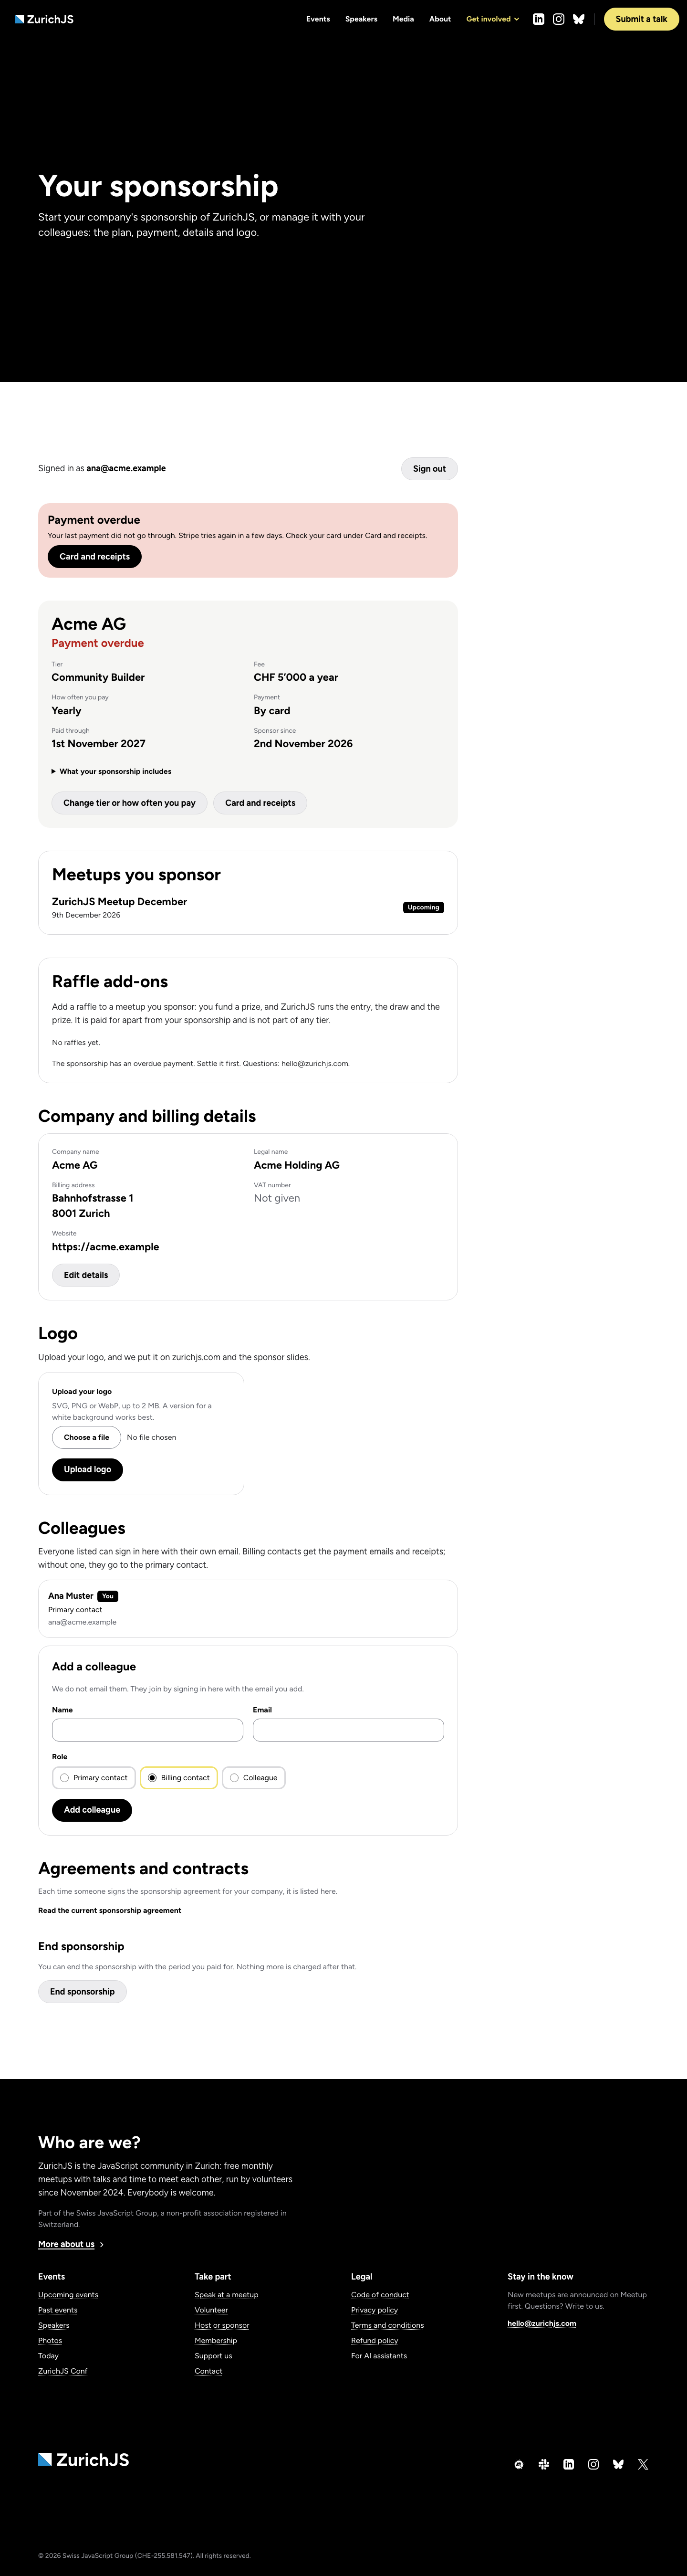 ZurichJS
Events
Speakers
Media
About
Get involved
Submit a talk
Your sponsorship
Start your company's sponsorship of ZurichJS, or manage it with your
colleagues: the plan, payment, details and logo.
Signed in as ana@acme.example
Sign out
Payment overdue
Your last payment did not go through. Stripe tries again in a few days. Check your card under Card and receipts.
Card and receipts
Acme AG
Payment overdue
Tier
Community Builder
Fee
CHF 5’000 a year
How often you pay
Yearly
Payment
By card
Paid through
1st November 2027
Sponsor since
2nd November 2026
What your sponsorship includes
Change tier or how often you pay
Card and receipts
Meetups you sponsor
ZurichJS Meetup December
9th December 2026
Upcoming
Raffle add-ons
Add a raffle to a meetup you sponsor: you fund a prize, and ZurichJS runs the entry, the draw and the
prize. It is paid for apart from your sponsorship and is not part of any tier.
No raffles yet.
The sponsorship has an overdue payment. Settle it first. Questions: hello@zurichjs.com.
Company and billing details
Company name
Acme AG
Legal name
Acme Holding AG
Billing address
Bahnhofstrasse 1
8001 Zurich
VAT number
Not given
Website
https://acme.example
Edit details
Logo
Upload your logo, and we put it on zurichjs.com and the sponsor slides.
Upload your logo
SVG, PNG or WebP, up to 2 MB. A version for a
white background works best.
Choose a file
No file chosen
Upload logo
Colleagues
Everyone listed can sign in here with their own email. Billing contacts get the payment emails and receipts;
without one, they go to the primary contact.
Ana Muster
You
Primary contact
ana@acme.example
Add a colleague
We do not email them. They join by signing in here with the email you add.
Name
Email
Role
Primary contact
Billing contact
Colleague
Add colleague
Agreements and contracts
Each time someone signs the sponsorship agreement for your company, it is listed here.
Read the current sponsorship agreement
End sponsorship
You can end the sponsorship with the period you paid for. Nothing more is charged after that.
End sponsorship
Who are we?
ZurichJS is the JavaScript community in Zurich: free monthly
meetups with talks and time to meet each other, run by volunteers
since November 2024. Everybody is welcome.
Part of the Swiss JavaScript Group, a non-profit association registered in
Switzerland.
More about us
Events
Upcoming events
Past events
Speakers
Photos
Today
ZurichJS Conf
Take part
Speak at a meetup
Volunteer
Host or sponsor
Membership
Support us
Contact
Legal
Code of conduct
Privacy policy
Terms and conditions
Refund policy
For AI assistants
Stay in the know
New meetups are announced on Meetup
first. Questions? Write to us.
hello@zurichjs.com
ZurichJS
© 2026 Swiss JavaScript Group (CHE-255.581.547). All rights reserved.